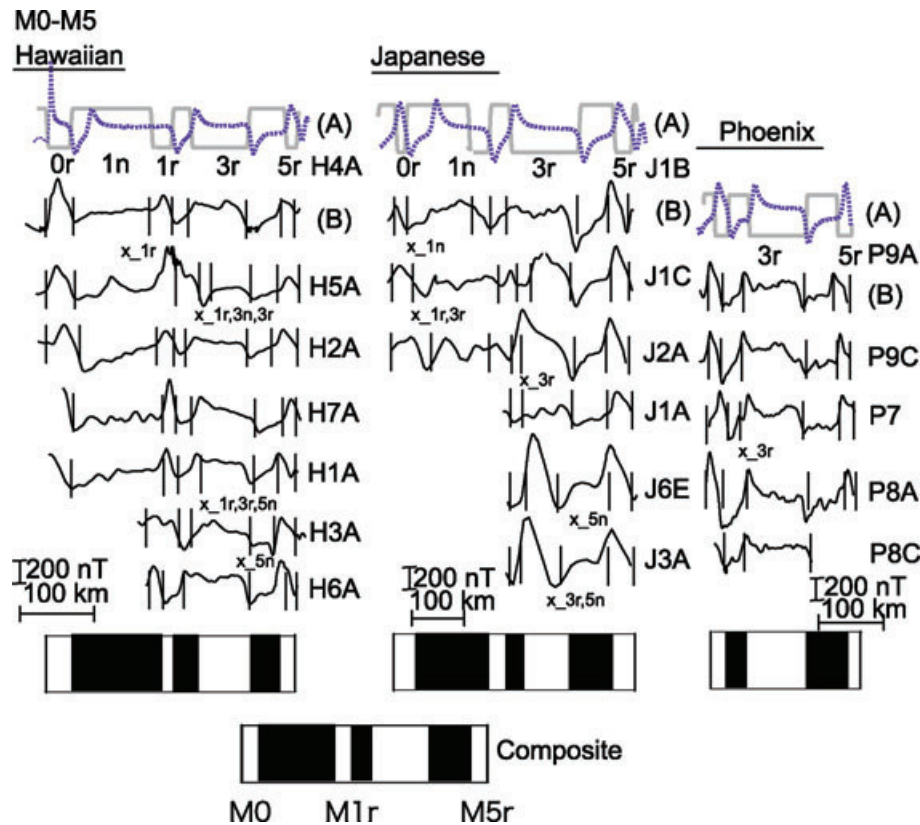 M0-M5
Hawaiian
Japanese
Phoenix
(A)
0r 1n 1r 3r 5r H4A
(B)
x_1r
H5A
x_1r,3n,3r
H2A
H7A
H1A
x_1r,3r,5n
H3A
x_5n
H6A
200 nT
100 km
(A)
0r 1n 3r 5r J1B
(B)
x_1n
J1C
x_1r,3r
J2A
x_3r
J1A
J6E
x_5n
J3A
x_3r,5n
200 nT
100 km
(A)
3r 5r P9A
(B)
P9C
P7
x_3r
P8A
P8C
200 nT
100 km
Composite
M0 M1r M5r